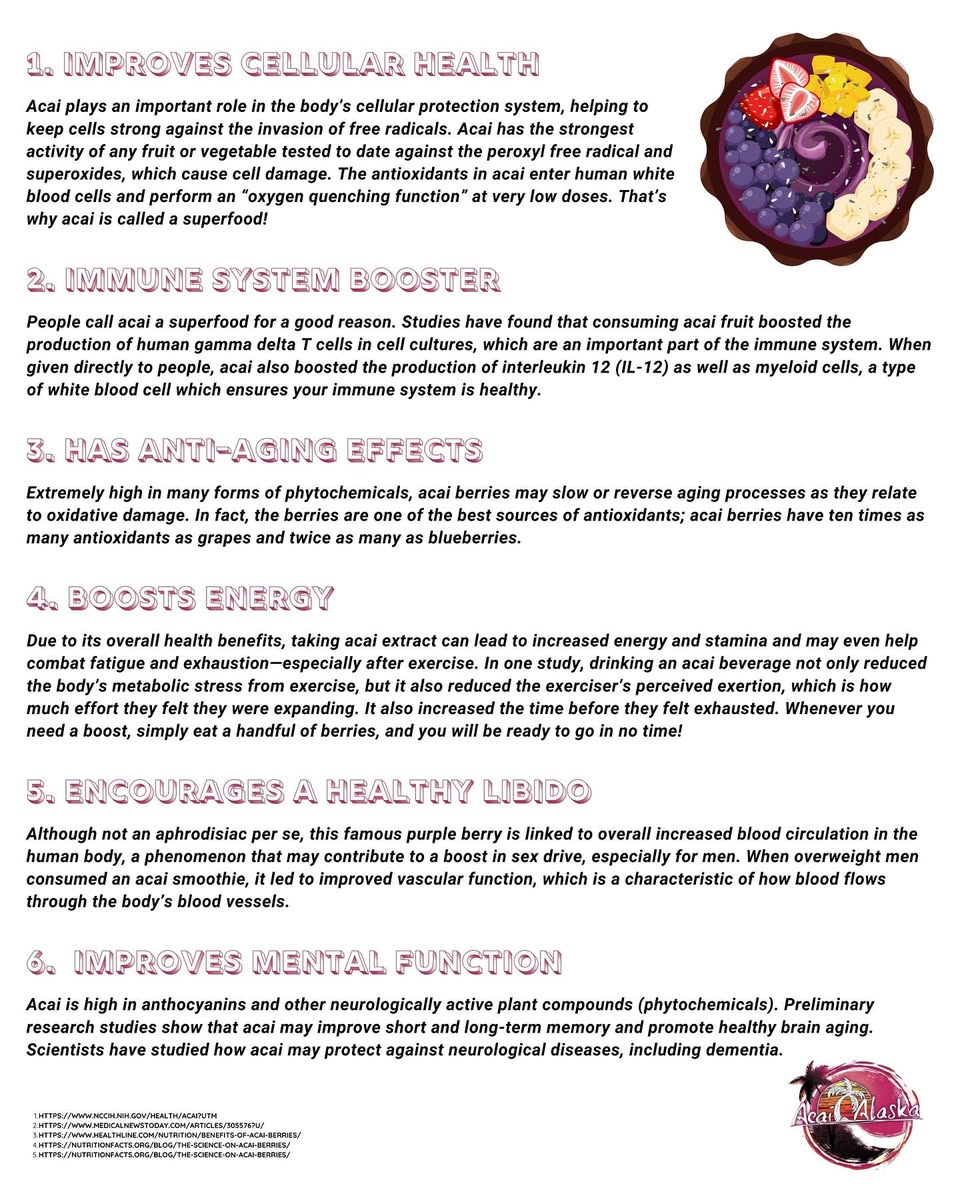 1. IMPROVES CELLULAR HEALTH
Acai plays an important role in the body's cellular protection system, helping to
keep cells strong against the invasion of free radicals. Acai has the strongest
activity of any fruit or vegetable tested to date against the peroxyl free radical and
superoxides, which cause cell damage. The antioxidants in acai enter human white
blood cells and perform an “oxygen quenching function” at very low doses. That's
why acai is called a superfood!
2. IMMUNE SYSTEM BOOSTER
People call acai a superfood for a good reason. Studies have found that consuming acai fruit boosted the
production of human gamma delta T cells in cell cultures, which are an important part of the immune system. When
given directly to people, acai also boosted the production of interleukin 12 (IL-12) as well as myeloid cells, a type
of white blood cell which ensures your immune system is healthy.
3. HAS ANTI-AGING EFFECTS
Extremely high in many forms of phytochemicals, acai berries may slow or reverse aging processes as they relate
to oxidative damage. In fact, the berries are one of the best sources of antioxidants; acai berries have ten times as
many antioxidants as grapes and twice as many as blueberries.
4. BOOSTS ENERGY
Due to its overall health benefits, taking acai extract can lead to increased energy and stamina and may even help
combat fatigue and exhaustion—especially after exercise. In one study, drinking an acai beverage not only reduced
the body's metabolic stress from exercise, but it also reduced the exerciser's perceived exertion, which is how
much effort they felt they were expanding. It also increased the time before they felt exhausted. Whenever you
need a boost, simply eat a handful of berries, and you will be ready to go in no time!
5. ENCOURAGES A HEALTHY LIBIDO
Although not an aphrodisiac per se, this famous purple berry is linked to overall increased blood circulation in the
human body, a phenomenon that may contribute to a boost in sex drive, especially for men. When overweight men
consumed an acai smoothie, it led to improved vascular function, which is a characteristic of how blood flows
through the body's blood vessels.
6. IMPROVES MENTAL FUNCTION
Acai is high in anthocyanins and other neurologically active plant compounds (phytochemicals). Preliminary
research studies show that acai may improve short and long-term memory and promote healthy brain aging.
Scientists have studied how acai may protect against neurological diseases, including dementia.
Acai Alaska
1. HTTPS://WWW.NCCIH.NIH.GOV/HEALTH/ACAI?UTM
2. HTTPS://WWW.MEDICALNEWSTODAY.COM/ARTICLES/305576?U/
3. HTTPS://WWW.HEALTHLINE.COM/NUTRITION/BENEFITS-OF-ACAI-BERRIES/
4. HTTPS://NUTRITIONFACTS.ORG/BLOG/THE-SCIENCE-ON-ACAI-BERRIES/
5. HTTPS://NUTRITIONFACTS.ORG/BLOG/THE-SCIENCE-ON-ACAI-BERRIES/